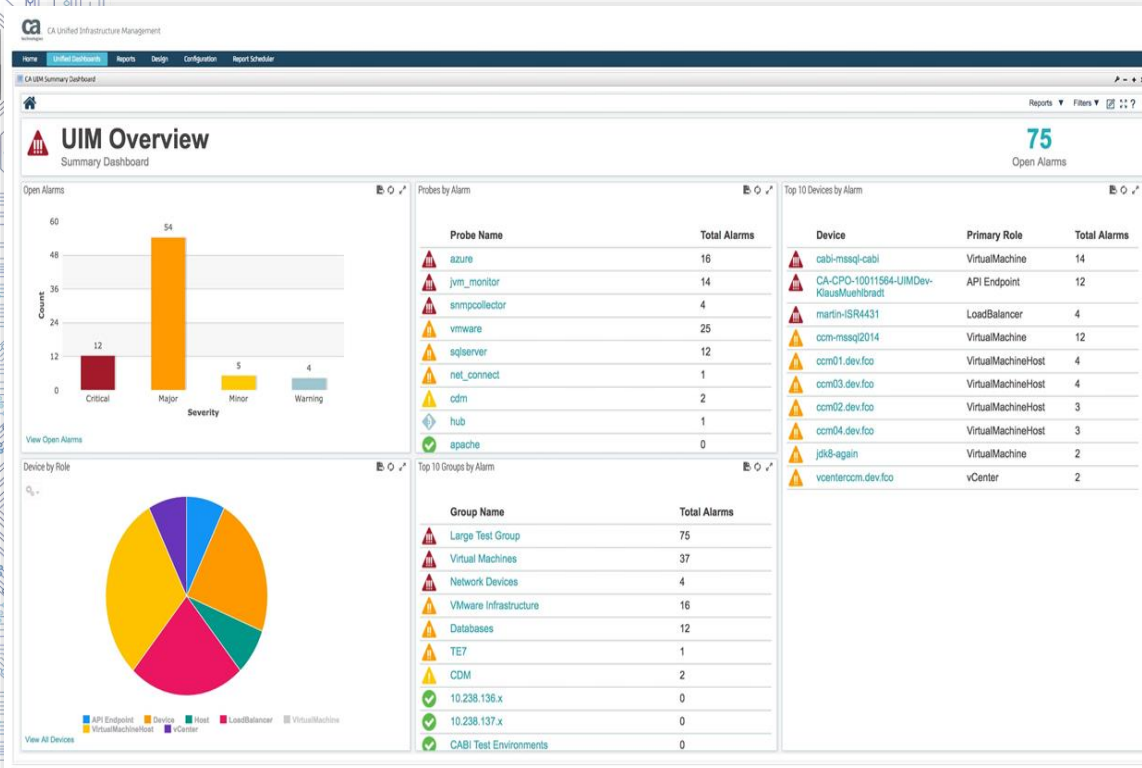 ca
technologies
CA Unified Infrastructure Management
Home Unified Dashboards Reports Design Configuration Report Scheduler
CA UIM Summary Dashboard
Reports Filters ?
UIM Overview
Summary Dashboard
75
Open Alarms
Open Alarms
60
48
36
24
12
0
Count
12
54
5
4
Critical Major Minor Warning
Severity
View Open Alarms
Probes by Alarm
Probe Name Total Alarms
azure 16
jvm_monitor 14
snmpcollector 4
vmware 25
sqlserver 12
net_connect 1
cdm 2
hub 1
apache 0
Top 10 Devices by Alarm
Device Primary Role Total Alarms
cabi-mssql-cabi VirtualMachine 14
CA-CPO-10011564-UIMDev- API Endpoint 12
KlausMuehlbradt
martin-ISR4431 LoadBalancer 4
ccm-mssql2014 VirtualMachine 12
ccm01.dev.fco VirtualMachineHost 4
ccm03.dev.fco VirtualMachineHost 4
ccm02.dev.fco VirtualMachineHost 3
ccm04.dev.fco VirtualMachineHost 3
jdk8-again VirtualMachine 2
vcenterccm.dev.fco vCenter 2
Device by Role
API Endpoint Device Host LoadBalancer VirtualMachine
VirtualMachineHost vCenter
View All Devices
Top 10 Groups by Alarm
Group Name Total Alarms
Large Test Group 75
Virtual Machines 37
Network Devices 4
VMware Infrastructure 16
Databases 12
TE7 1
CDM 2
10.238.136.x 0
10.238.137.x 0
CABI Test Environments 0